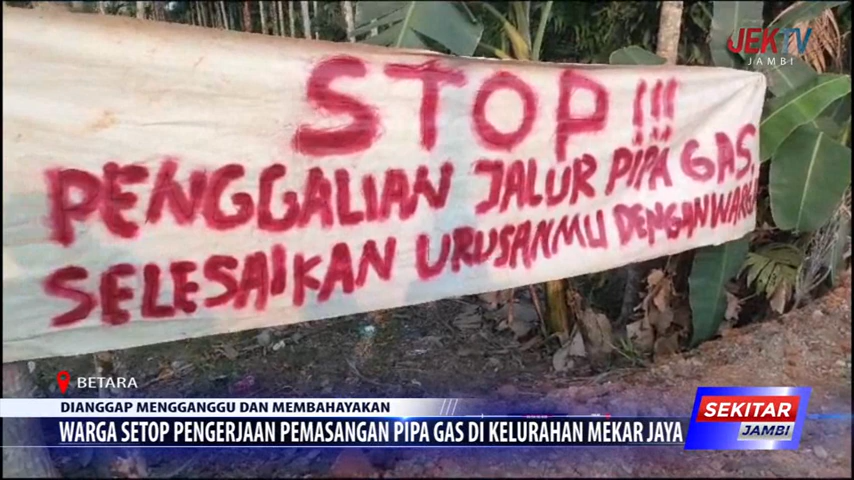 JEKTV
JAMBI
STOP!!!
PENGGALIAN JALUR PIPA GAS.
SELESAIKAN URUSANMU DENGAN WARGA
BETARA
DIANGGAP MENGGANGGU DAN MEMBAHAYAKAN
WARGA SETOP PENGERJAAN PEMASANGAN PIPA GAS DI KELURAHAN MEKAR JAYA
SEKITAR
JAMBI